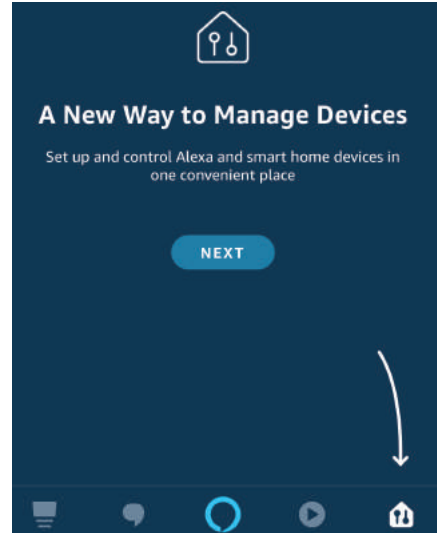 A New Way to Manage Devices
Set up and control Alexa and smart home devices in
one convenient place
NEXT